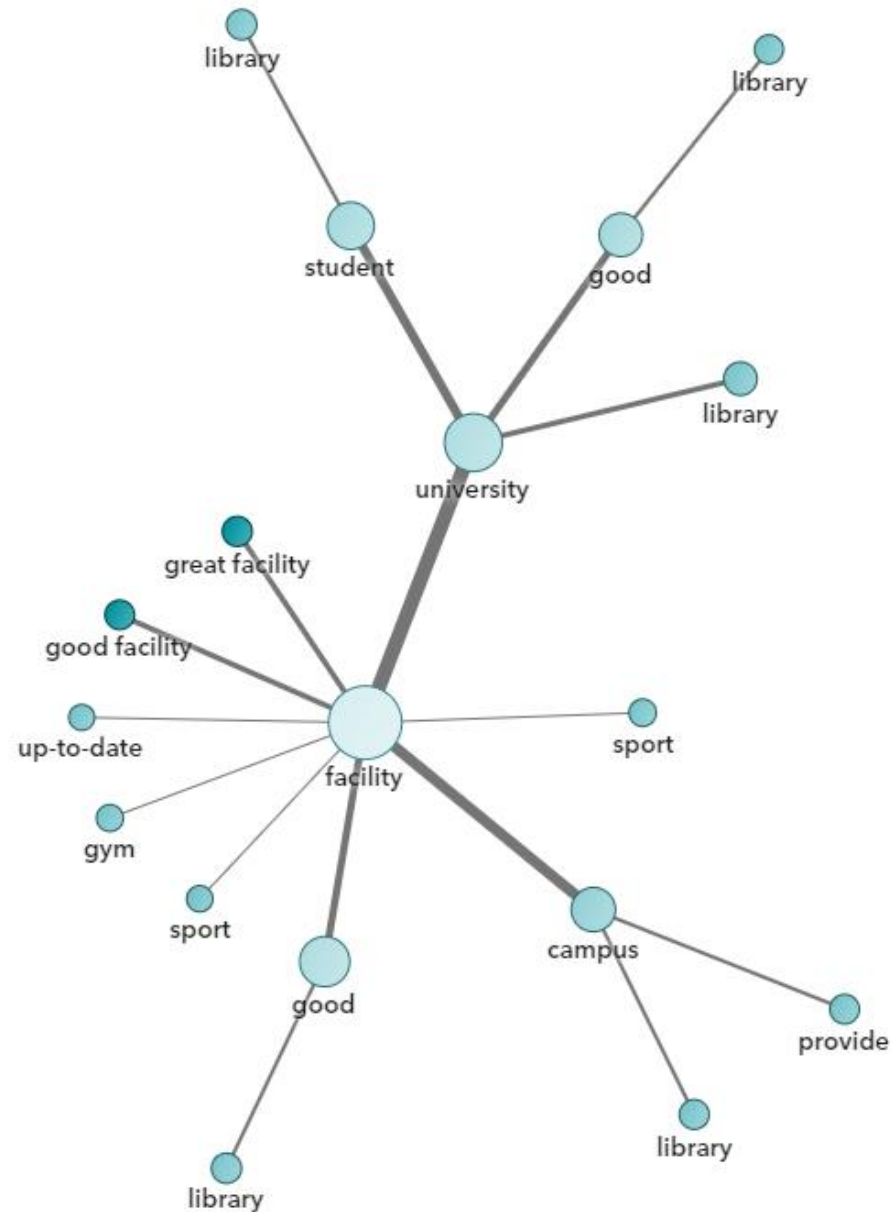 library
library
student
good
library
university
great facility
good facility
up-to-date
sport
facility
gym
sport
campus
good
provide
library
library